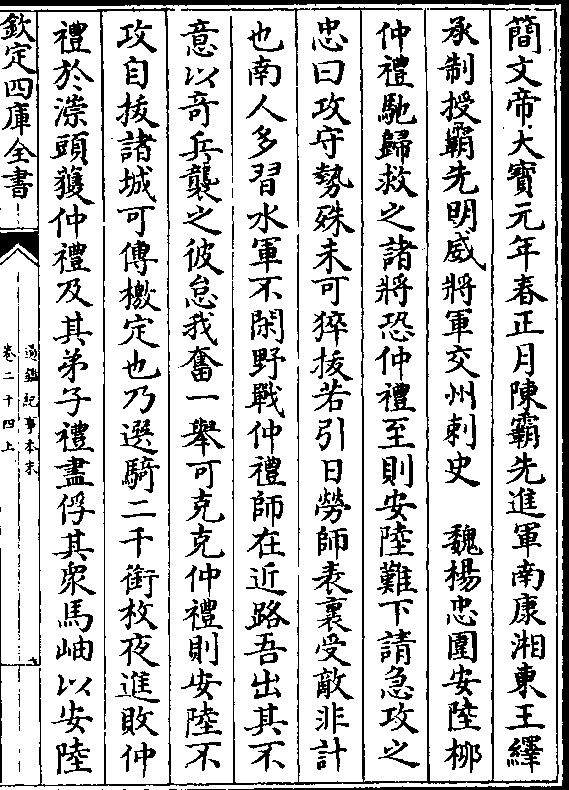 簡文帝大寶元年春正月陳霸先進軍南康湘東王繹
承制授霸先明威將軍交州刺史　魏楊忠圍安陸栁
仲禮馳歸救之諸將恐仲禮至則安陸難下請急攻之
忠曰攻守勢殊未可猝拔若引日勞師表裏受敵非計
也南人多習水軍不閑野戰仲禮師在近路吾出其不
意以奇兵襲之彼怠我奮一舉可克克仲禮則安陸不
攻自拔諸城可傳檄定也乃選騎二千銜枚夜進敗仲
禮於漴頭獲仲禮及其弟子禮盡俘其衆馬岫以安陸
欽定四庫全書
通鑑紀事本末
卷二十四上